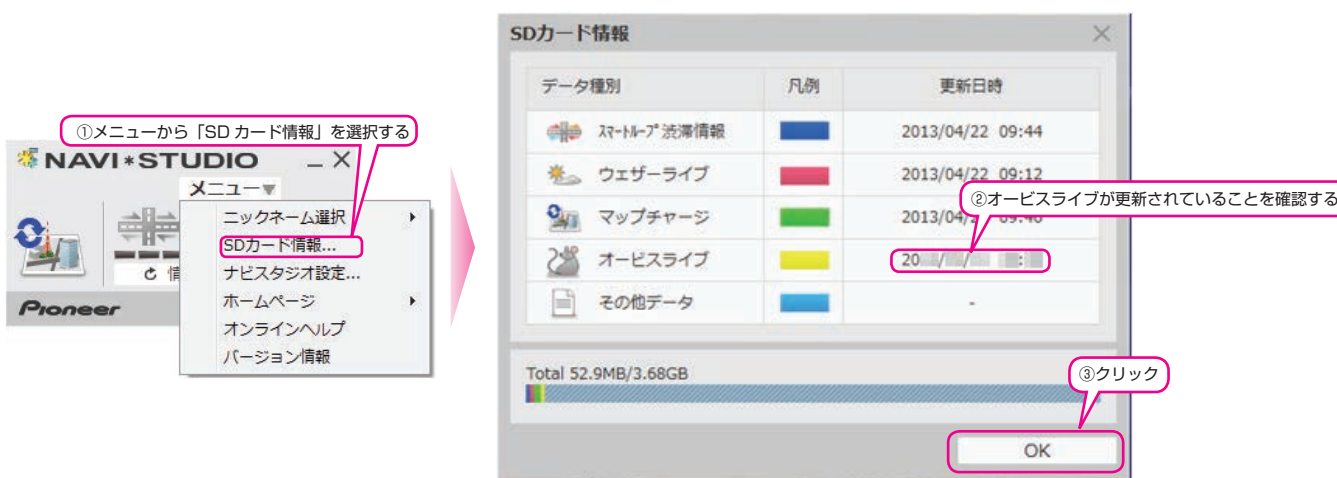 ①メニューから「SD カード情報」を選択する
NAVI*STUDIO
メニュー▼
ニックネーム選択
SDカード情報...
ナビスタジオ設定...
ホームページ
オンラインヘルプ
バージョン情報
情
Pioneer
SDカード情報
データ種別 凡例 更新日時
スマートループ渋滞情報 2013/04/22 09:44
ウェザーライブ 2013/04/22 09:12
②オービスライブが更新されていることを確認する
マップチャージ 2013/04/
オービスライブ 20 / / :
その他データ -
Total 52.9MB/3.68GB
③クリック
OK